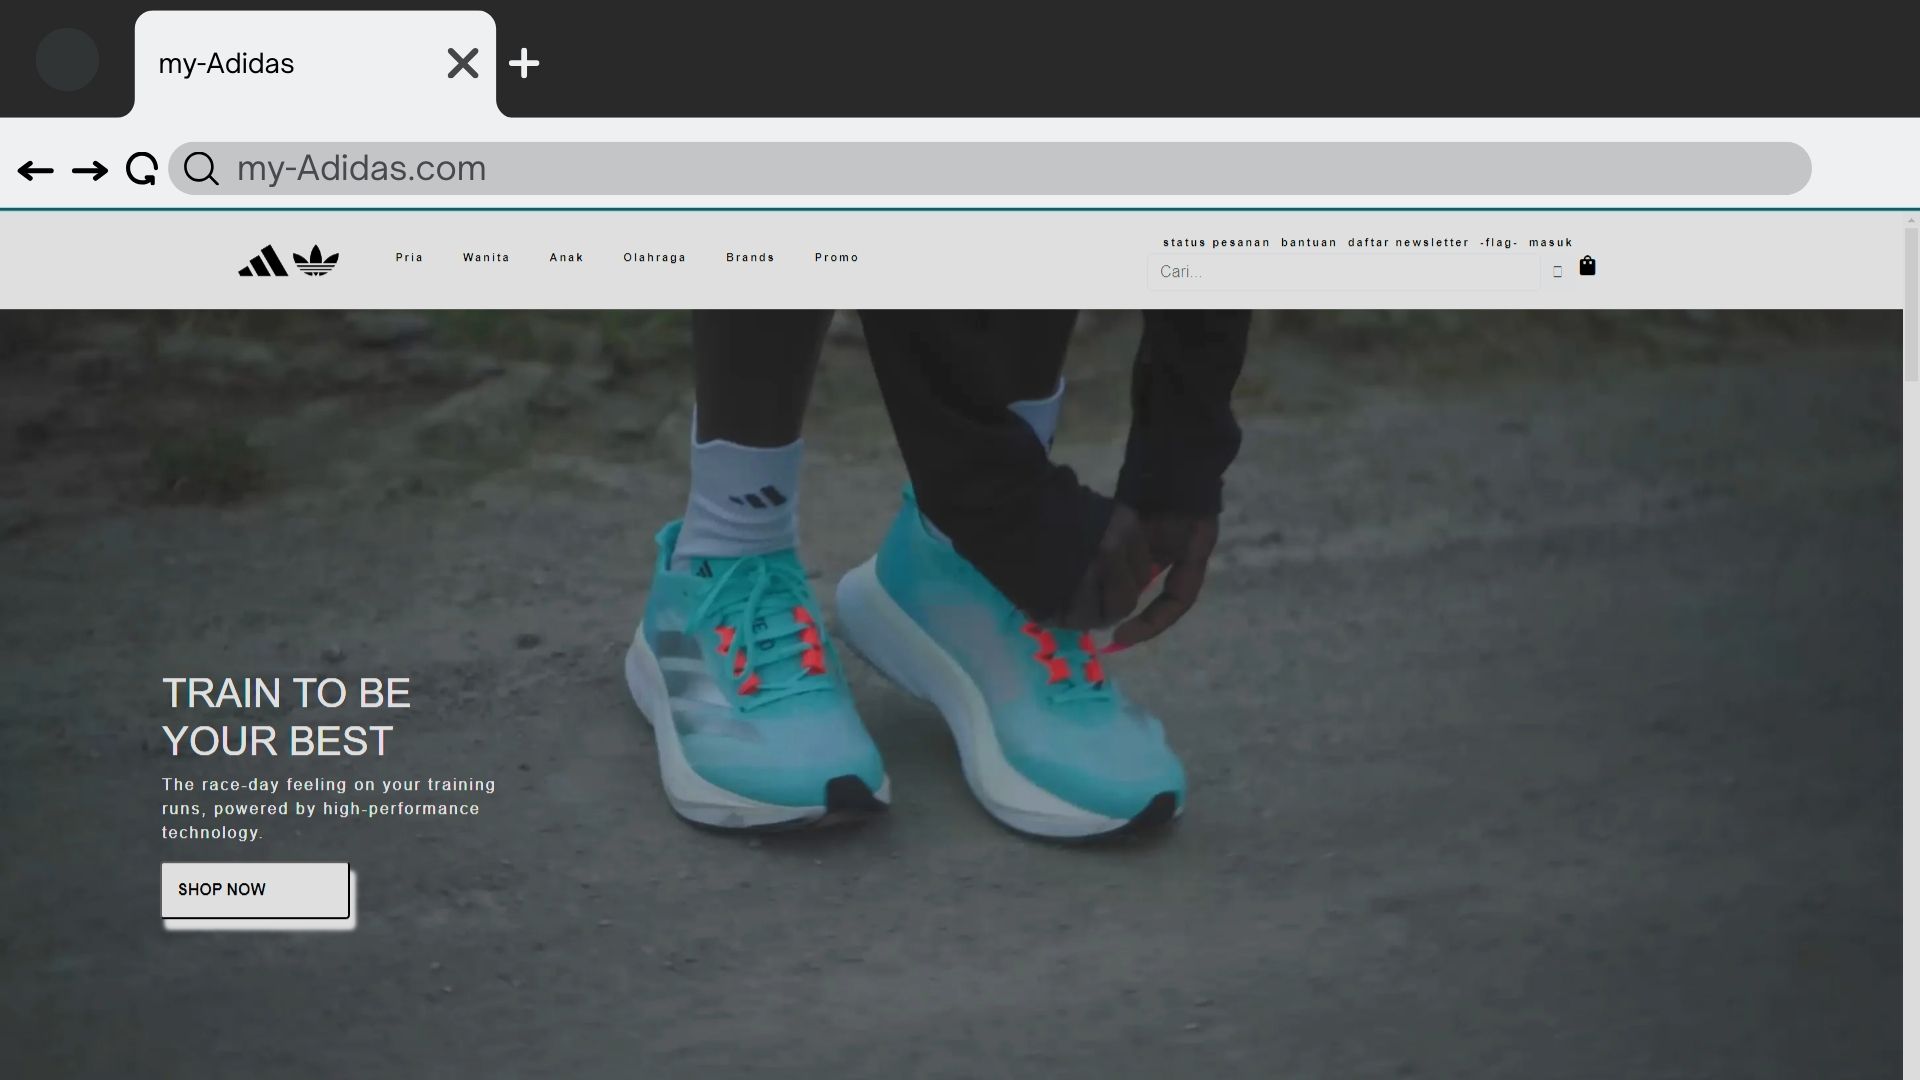 my-Adidas
my-Adidas.com
status pesanan bantuan daftar newsletter -flag- masuk
Pria Wanita Anak Olahraga Brands Promo
Cari...
TRAIN TO BE
YOUR BEST
The race-day feeling on your training
runs, powered by high-performance
technology.
SHOP NOW